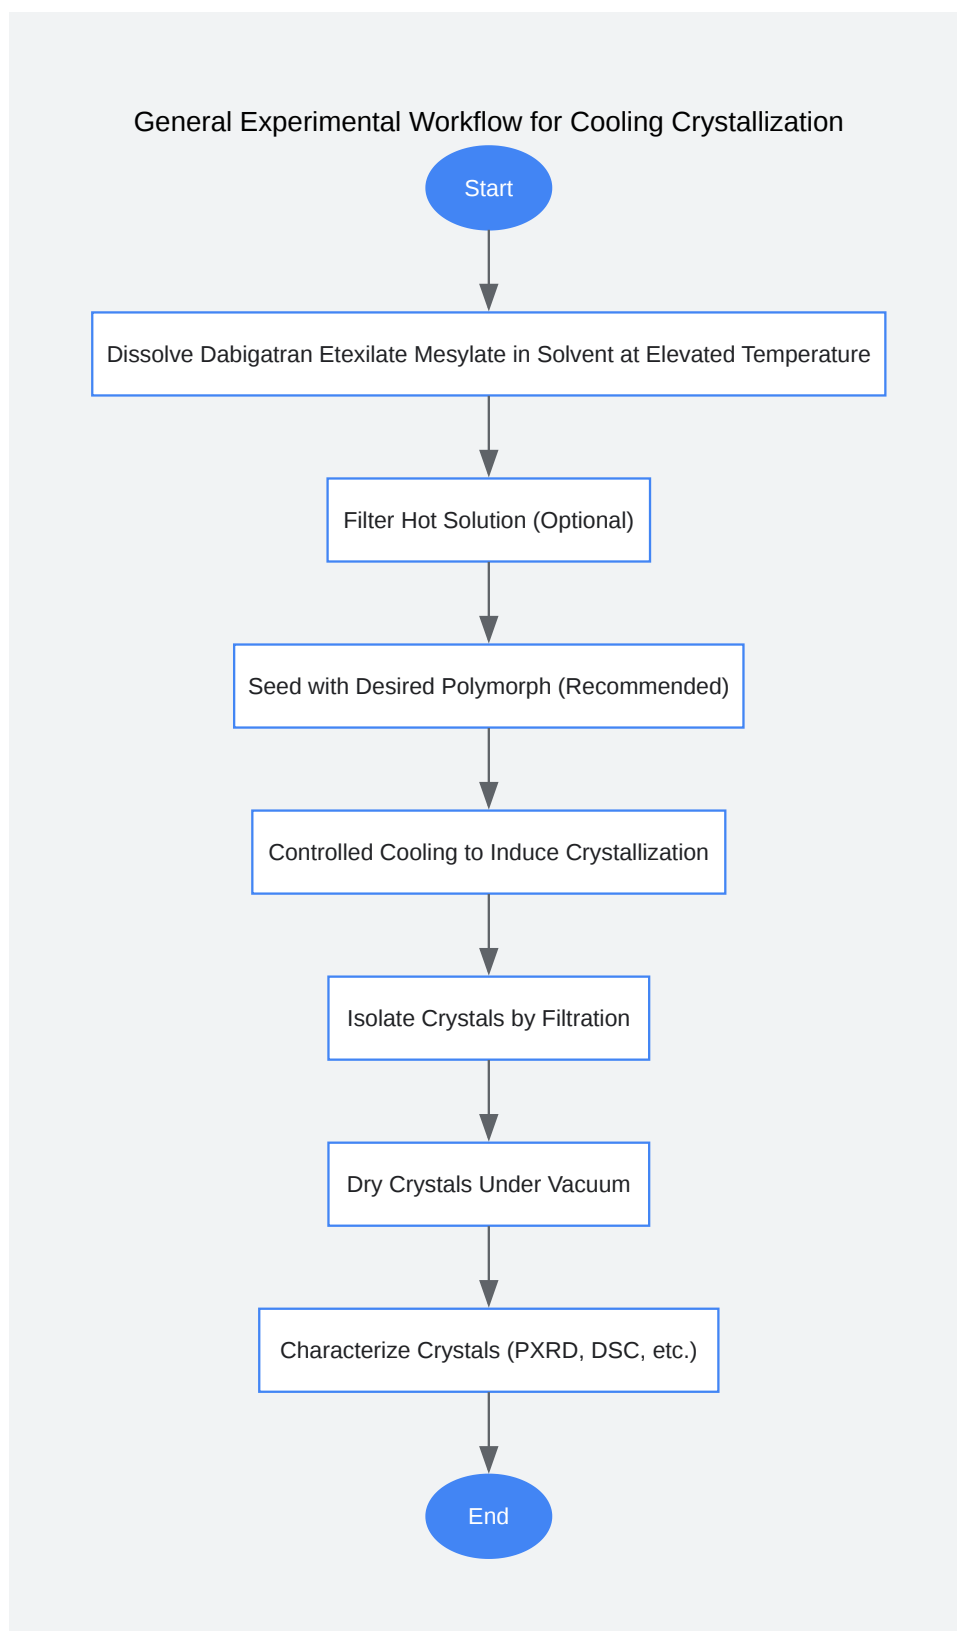 General Experimental Workflow for Cooling Crystallization
Start
Dissolve Dabigatran Etexilate Mesylate in Solvent at Elevated Temperature
Filter Hot Solution (Optional)
Seed with Desired Polymorph (Recommended)
Controlled Cooling to Induce Crystallization
Isolate Crystals by Filtration
Dry Crystals Under Vacuum
Characterize Crystals (PXRD, DSC, etc.)
End